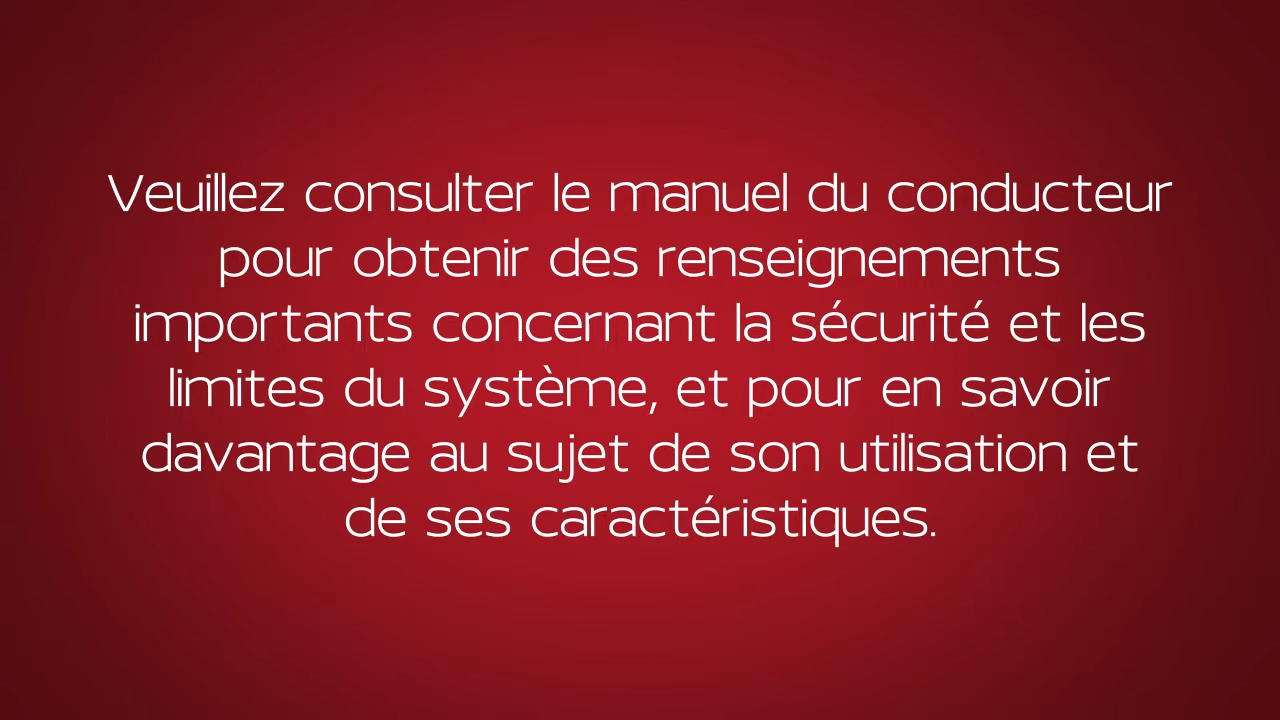 Veuillez consulter le manuel du conducteur
pour obtenir des renseignements
importants concernant la sécurité et les
limites du système, et pour en savoir
davantage au sujet de son utilisation et
de ses caractéristiques.